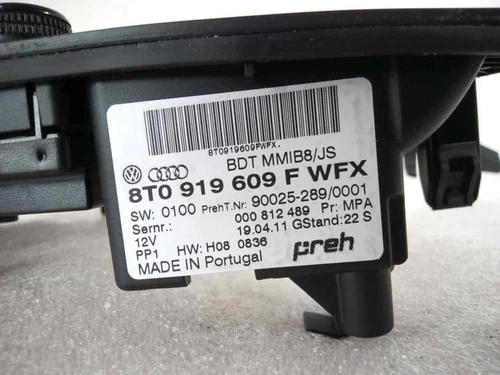 8T0919609FWFX.
BDT MMIB8/JS
8T0 919 609 F WFX
SW: 0100 PrehT.Nr: 90025-289/0001
Sernr.: 000 812 489 Pr: MPA
12V 19.04.11 GStand: 22 S
PP1 HW: H08 0836
MADE IN Portugal preh